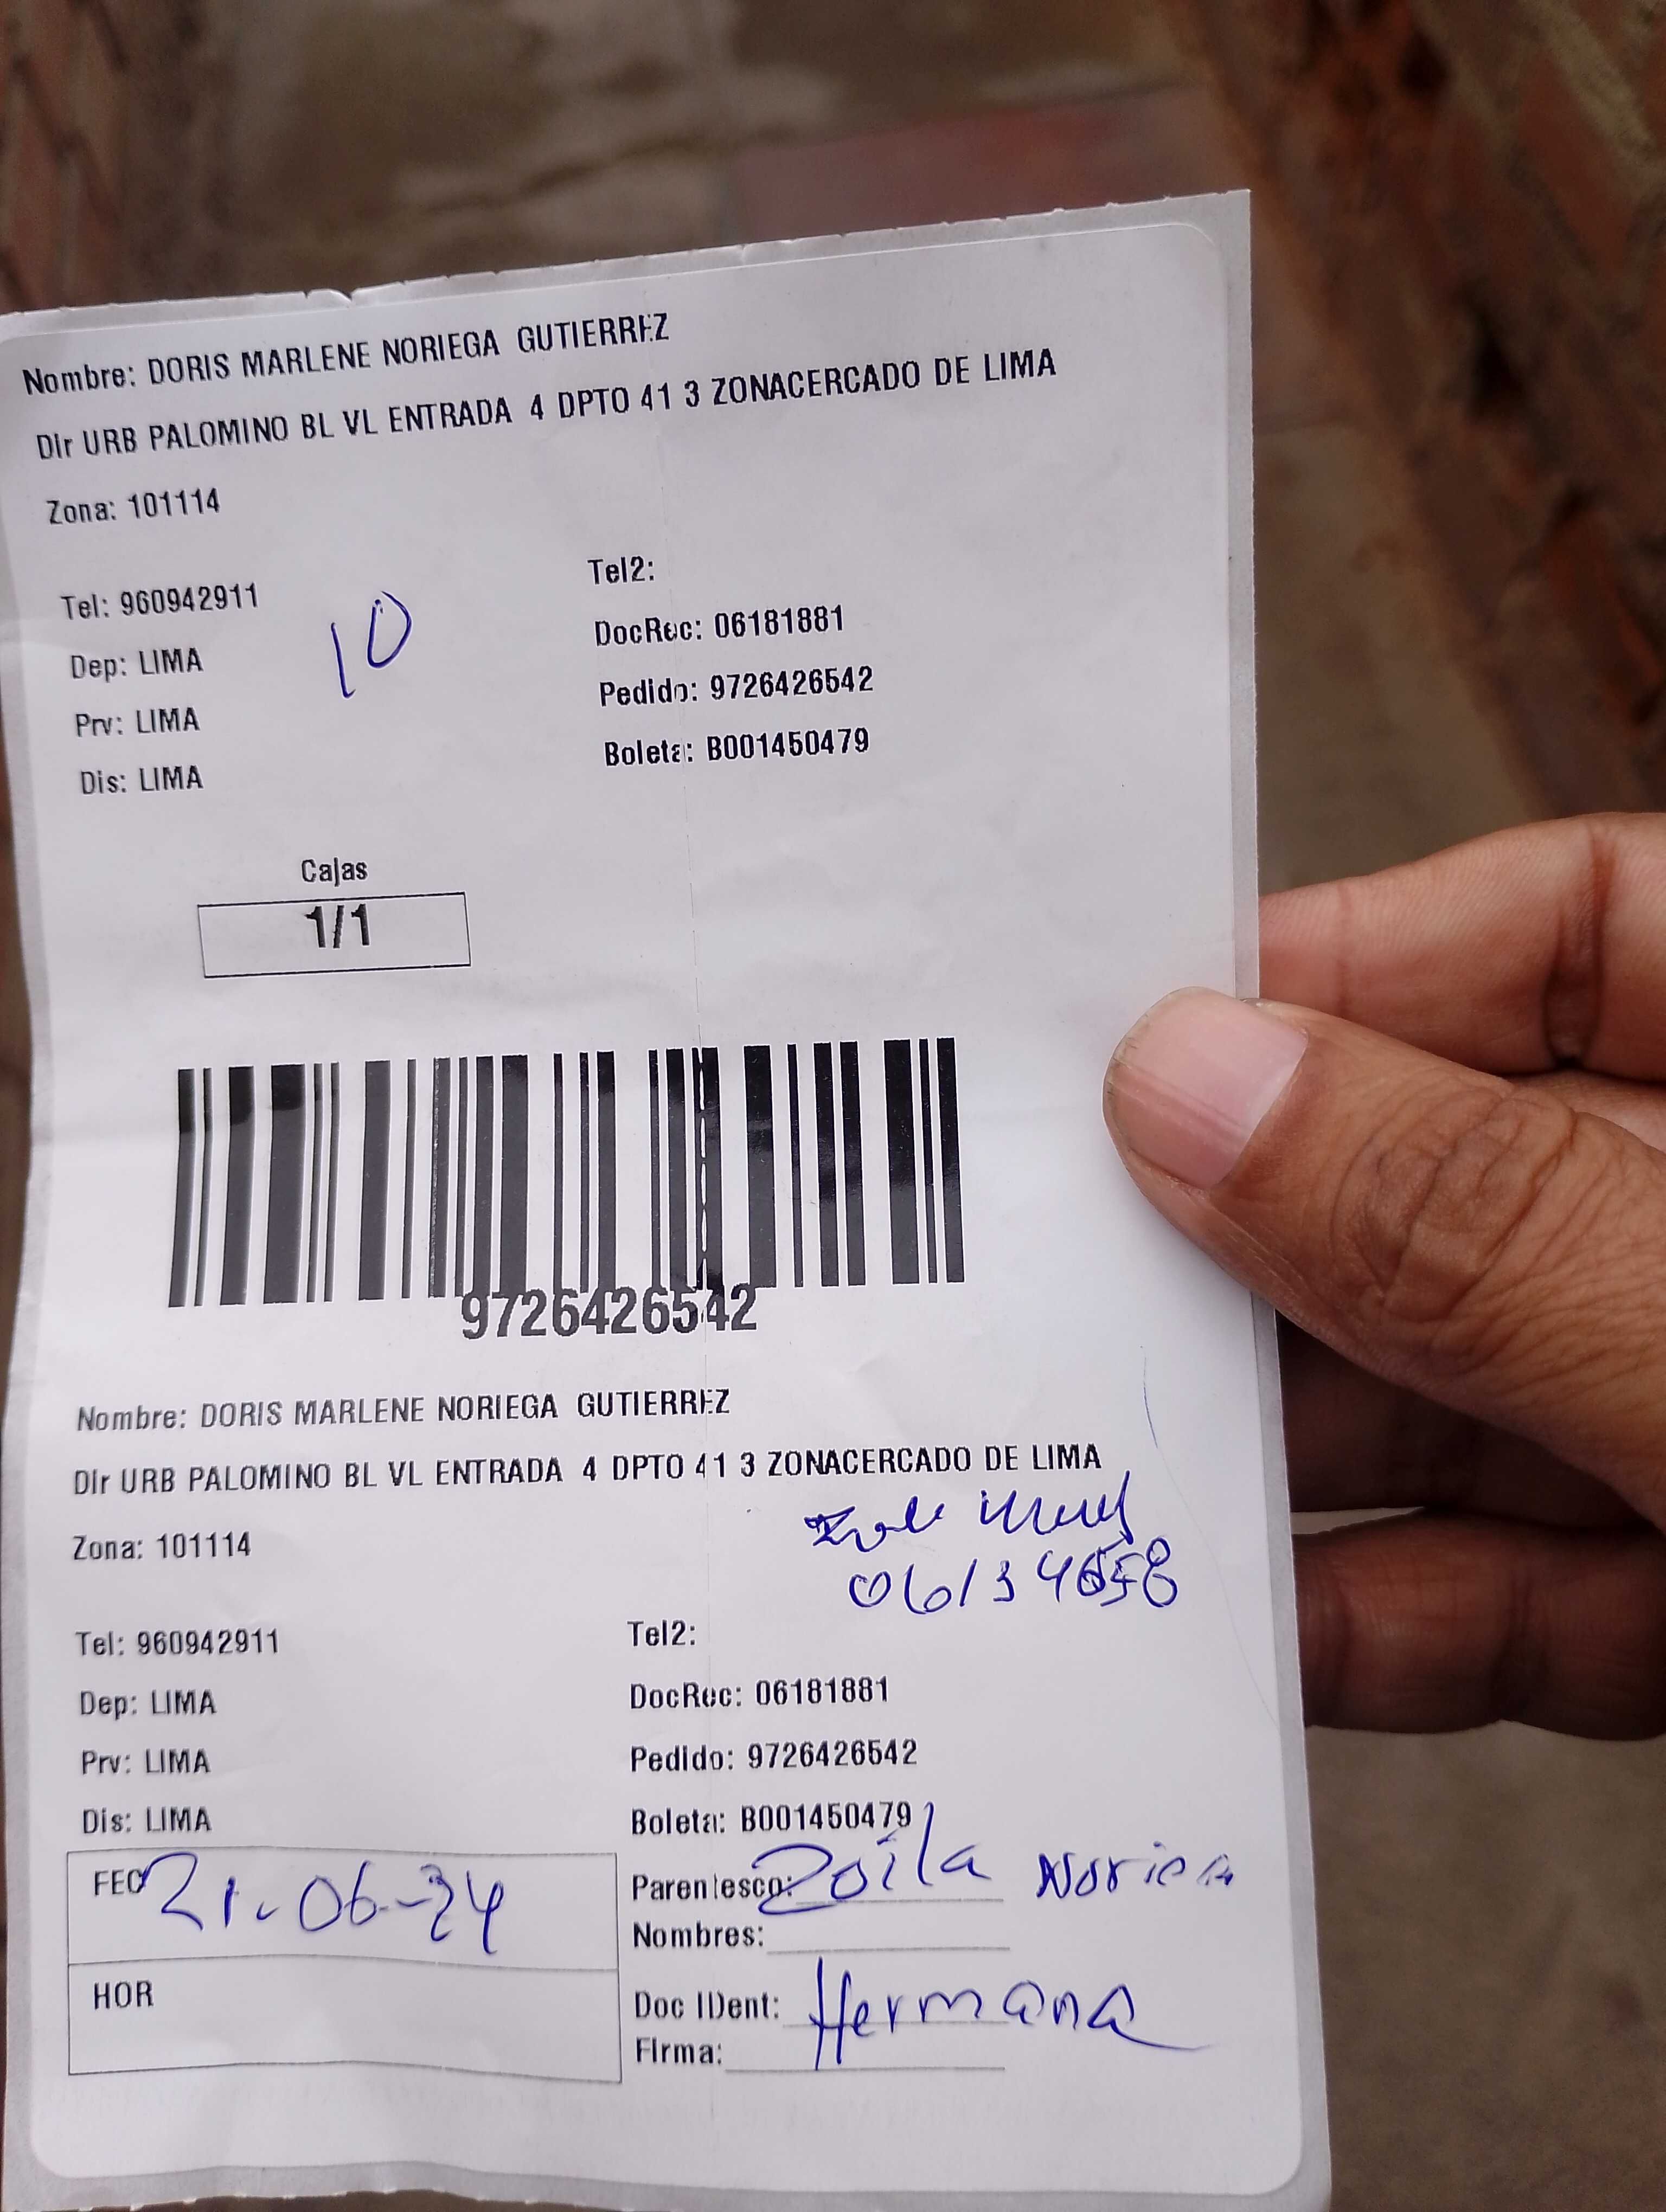 Nombre: DORIS MARLENE NORIEGA GUTIERREZ
Dir URB PALOMINO BL VL ENTRADA 4 DPTO 41 3 ZONACERCADO DE LIMA
Zona: 101114
Tel: 960942911
Tel2:
10
DocRec: 06181881
Dep: LIMA
Pedido: 9726426542
Prv: LIMA
Boleta: B001450479
Dis: LIMA
Cajas
1/1
9726426542
Nombre: DORIS MARLENE NORIEGA GUTIERREZ
Dir URB PALOMINO BL VL ENTRADA 4 DPTO 41 3 ZONACERCADO DE LIMA
Zona: 101114
Tel: 960942911
Tel2:
Dep: LIMA
DocRec: 06181881
Prv: LIMA
Pedido: 9726426542
Dis: LIMA
Boleta: B001450479
FEC 21-06-24
Parentesco: Zoila
Nombres:
HOR
Doc IDent: Hermana
Firma: